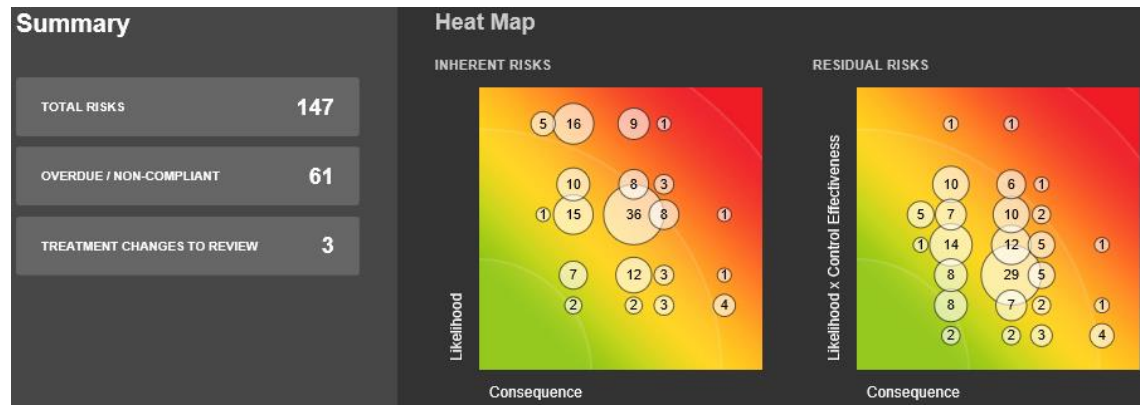 Summary
TOTAL RISKS 147
OVERDUE / NON-COMPLIANT 61
TREATMENT CHANGES TO REVIEW 3
Heat Map
INHERENT RISKS
5 16 9 1
10 8 3
1 15 36 8 1
7 12 3 1
2 2 3 4
Likelihood
Consequence
RESIDUAL RISKS
1 1
10 6 1
5 7 10 2
1 14 12 5 1
8 29 5
8 7 2 1
2 2 3 4
Likelihood x Control Effectiveness
Consequence